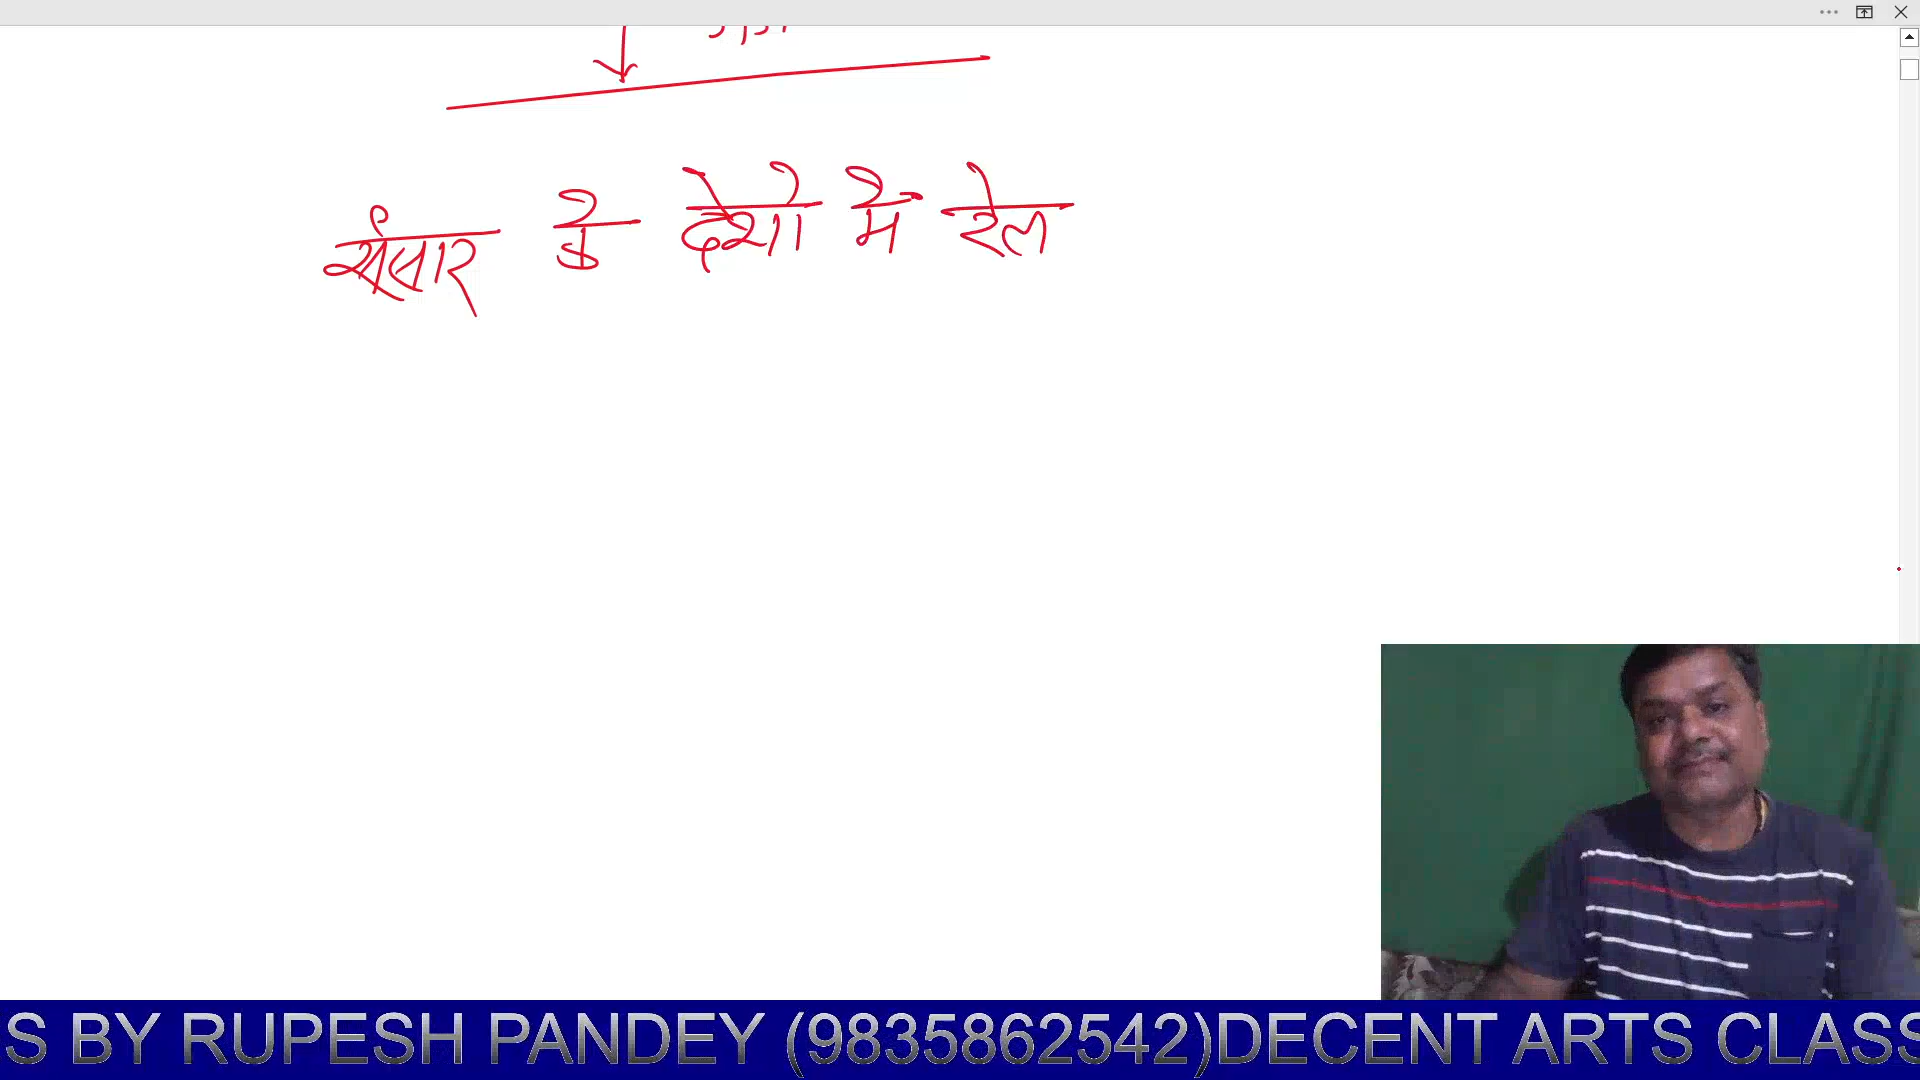 संसार के देशो में रेल
S BY RUPESH PANDEY (9835862542)DECENT ARTS CLASS